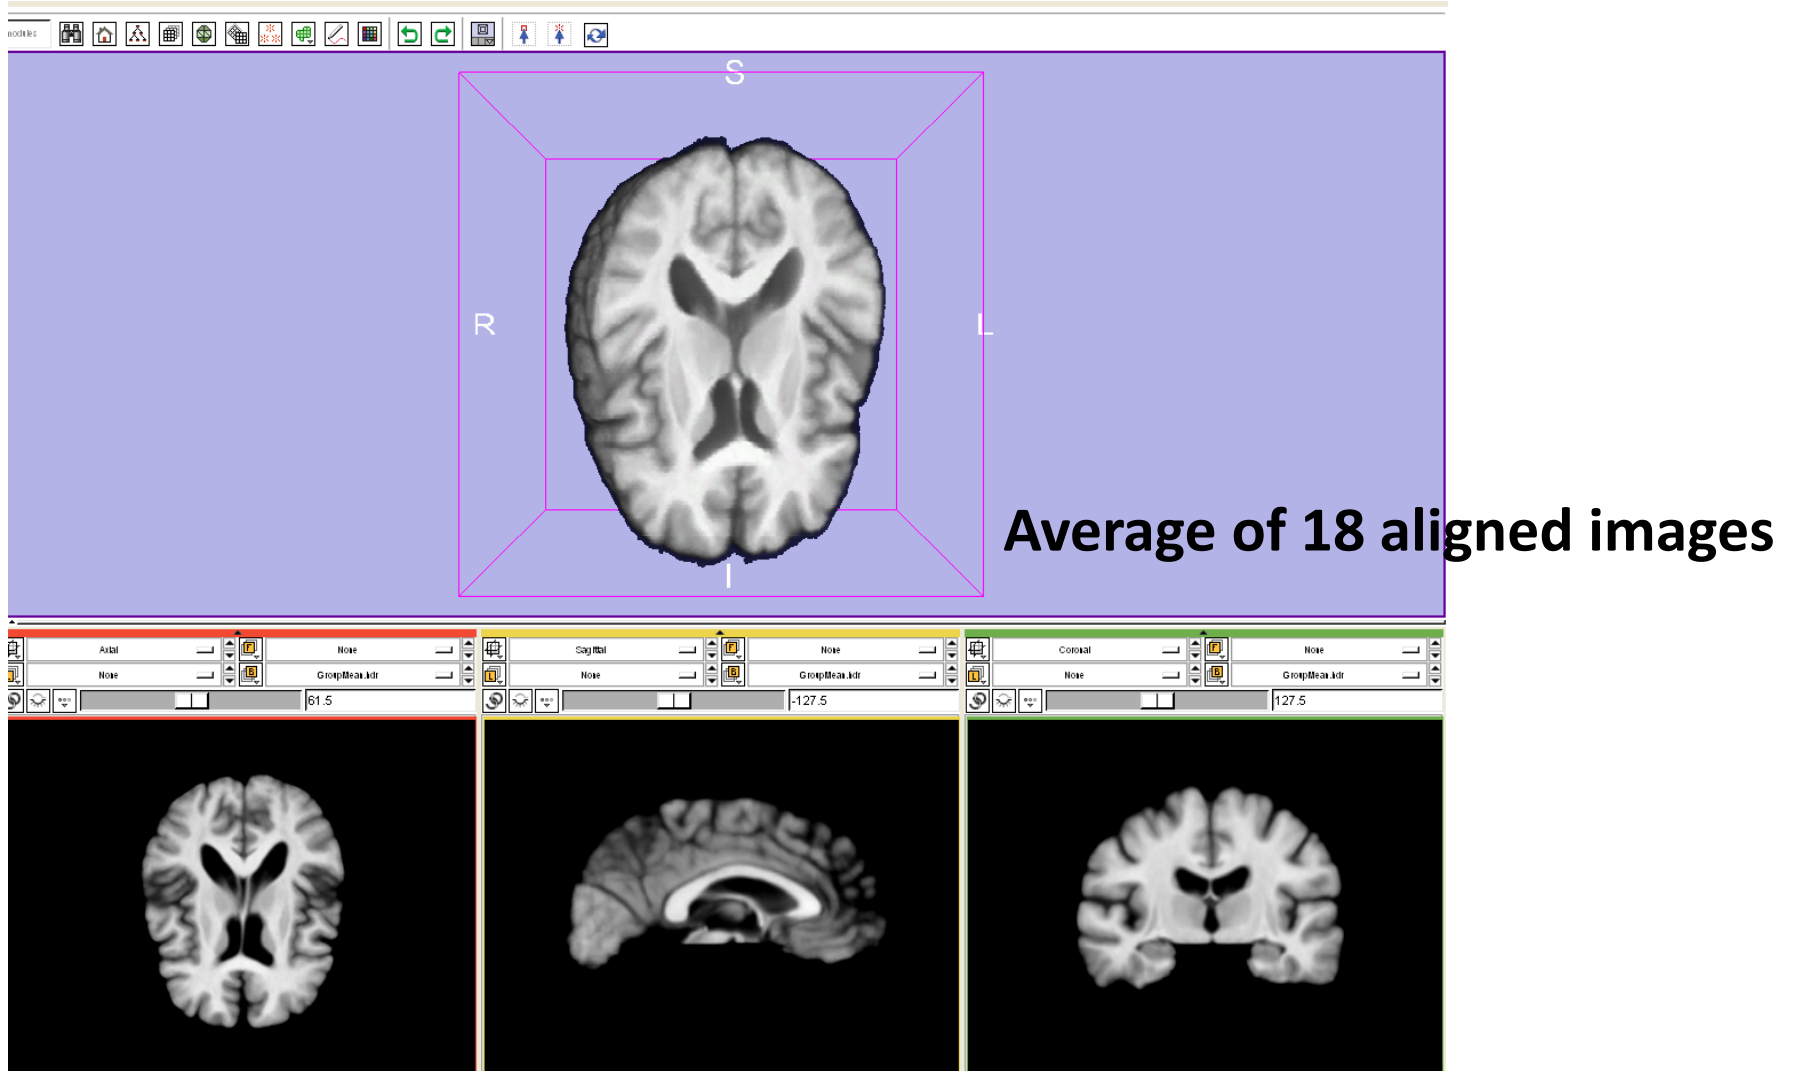 modules
S
R
L
Average of 18 aligned images
I
Axial
None
Sagittal
None
Coronal
None
None
GroupMean.hdr
None
GroupMean.hdr
None
GroupMean.hdr
61.5
-127.5
127.5